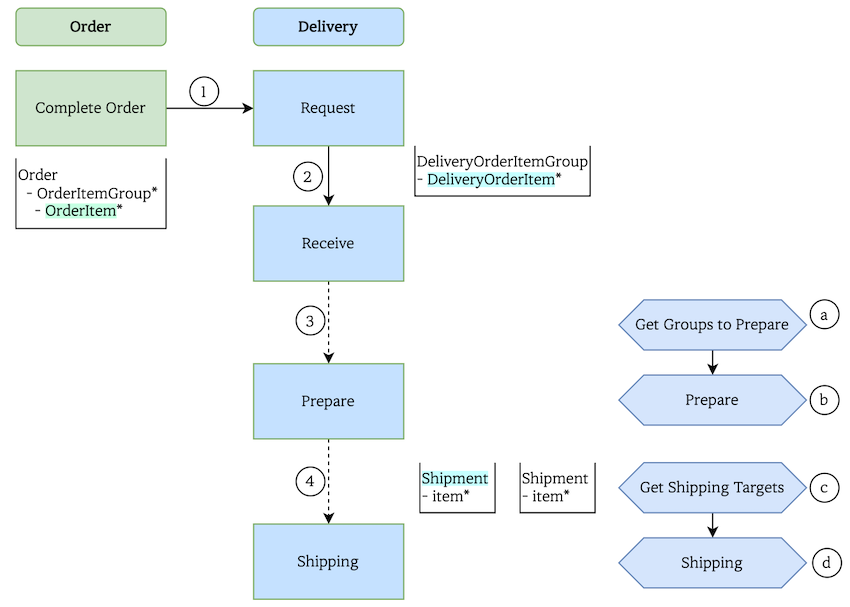 Order
Delivery
Complete Order
1
Request
Order
- OrderItemGroup*
- OrderItem*
2
DeliveryOrderItemGroup
- DeliveryOrderItem*
Receive
3
Get Groups to Prepare
a
Prepare
Prepare
b
4
Shipment
- item*
Shipment
- item*
Get Shipping Targets
c
Shipping
Shipping
d